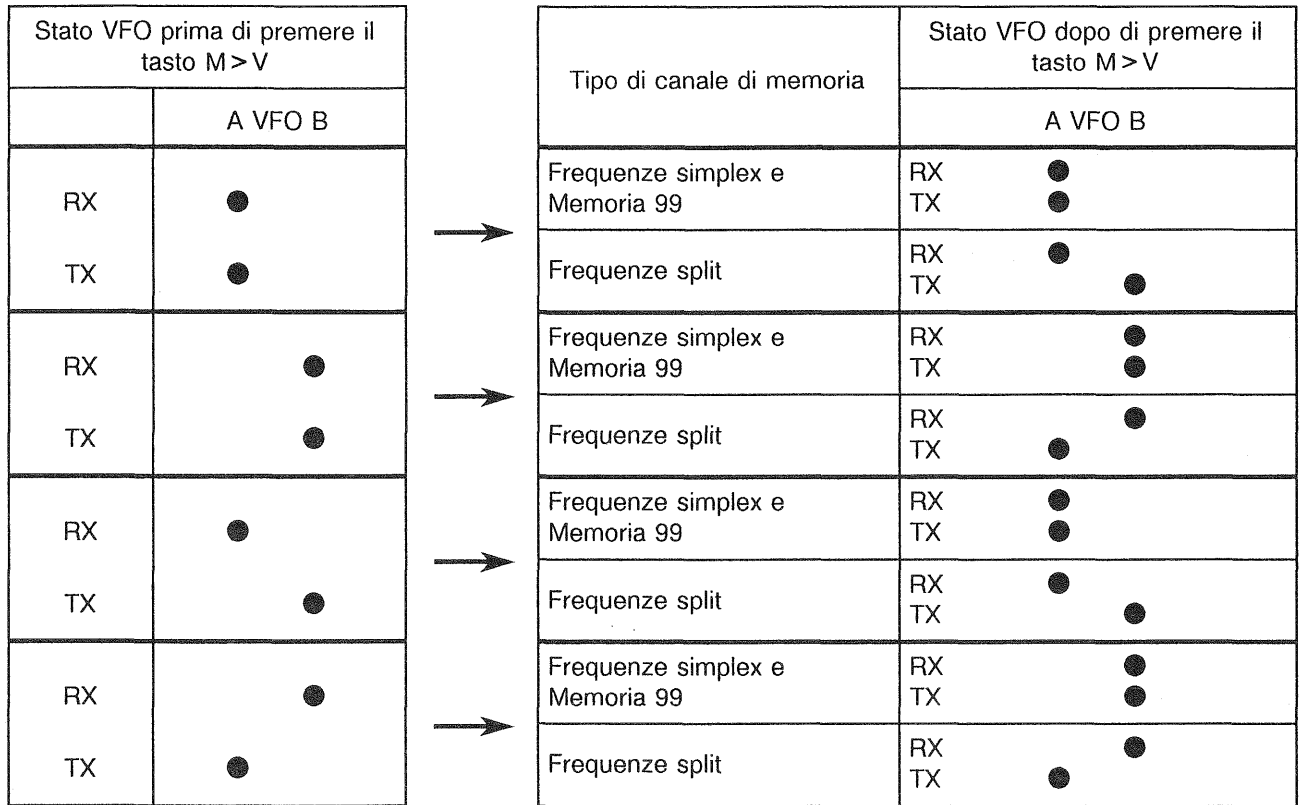 Stato VFO prima di premere il
tasto M > V
A VFO B
RX
TX
RX
TX
RX
TX
RX
TX
Tipo di canale di memoria
Stato VFO dopo di premere il
tasto M > V
A VFO B
Frequenze simplex e
Memoria 99
RX
TX
Frequenze split
RX
TX
Frequenze simplex e
Memoria 99
RX
TX
Frequenze split
RX
TX
Frequenze simplex e
Memoria 99
RX
TX
Frequenze split
RX
TX
Frequenze simplex e
Memoria 99
RX
TX
Frequenze split
RX
TX